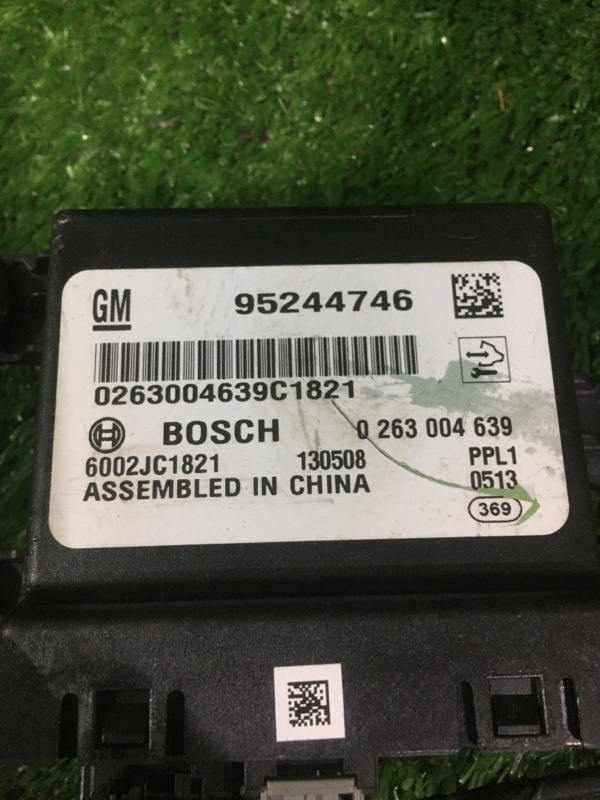 GM 95244746
0263004639C1821
BOSCH 0 263 004 639
6002JC1821 130508 PPL1
ASSEMBLED IN CHINA 0513
369